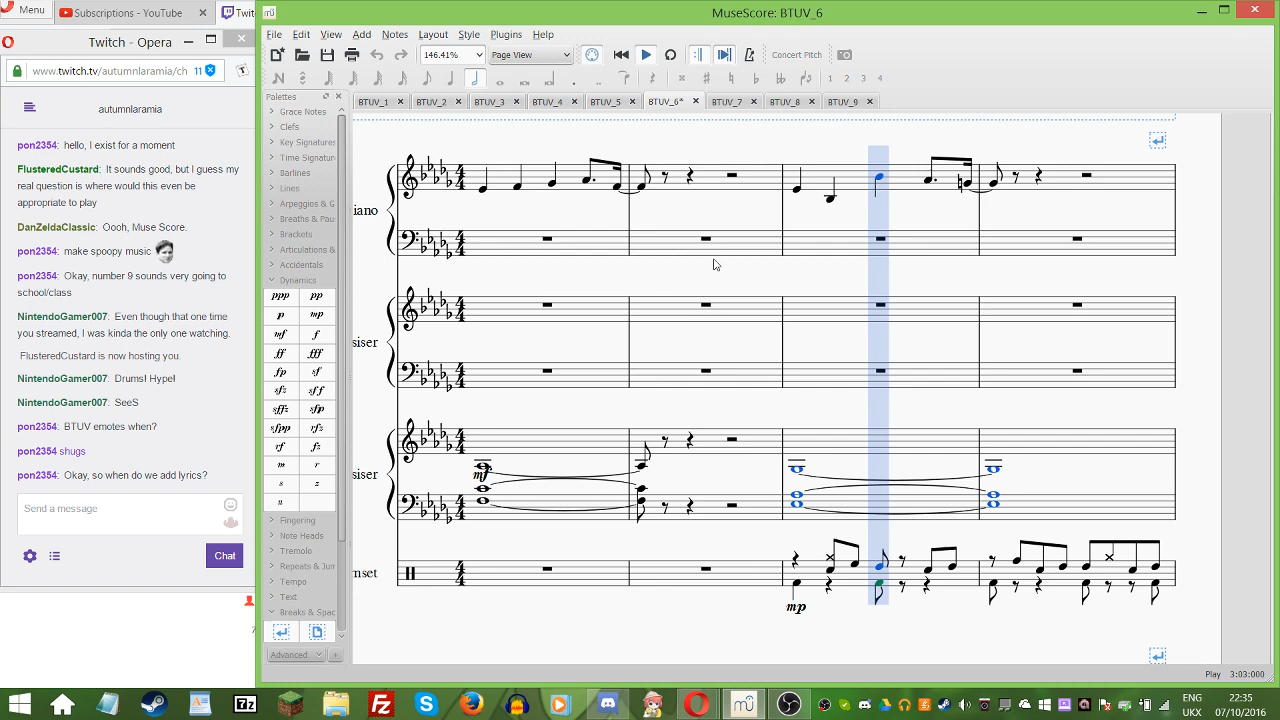 Menu
Subscriptions - YouTube
Twitch - Opera
www.twitch.tv/autumnlaramia/ch
11
autumnlaramia
pon2354: hello, I exist for a moment
FlusteredCustard: It sounds good, but I guess my
real question is where would this ever be
appropriate to play
DanZeldaClassic: Oooh, Muse Score.
pon2354: make spoopy music
pon2354: Okay, number 9 sounds very going to
school/class
NintendoGamer007: Even though that one time
you streamed, I was kinda the only one watching.
FlusteredCustard is now hosting you.
NintendoGamer007: Drums! Hype!
NintendoGamer007: SeeS
pon2354: BTUV emotes when?
pon2354: shugs
pon2354: Okay, so when do we add lyrics?
Send a message
Chat
MuseScore: BTUV_6
File Edit View Add Notes Layout Style Plugins Help
146.41% Page View Concert Pitch
1 2 3 4
Palettes
BTUV_1 BTUV_2 BTUV_3 BTUV_4 BTUV_5 BTUV_6* BTUV_7 BTUV_8 BTUV_9
Grace Notes
Clefs
Key Signatures
Time Signatur
Barlines
Lines
Arpeggios & G
Breaths & Pau
Brackets
Articulations &
Accidentals
Dynamics
ppp pp
p mp
mf f
ff fff
fp sf
sfz sff
sffz sfp
sfpp rfz
rf fz
m r
s z
n
Fingering
Note Heads
Tremolo
Repeats & Jum
Tempo
Text
Breaks & Spac
Advanced
iano
siser
siser
mset
mf
mp
Play 3:03:000
ENG
UKX
22:35
07/10/2016